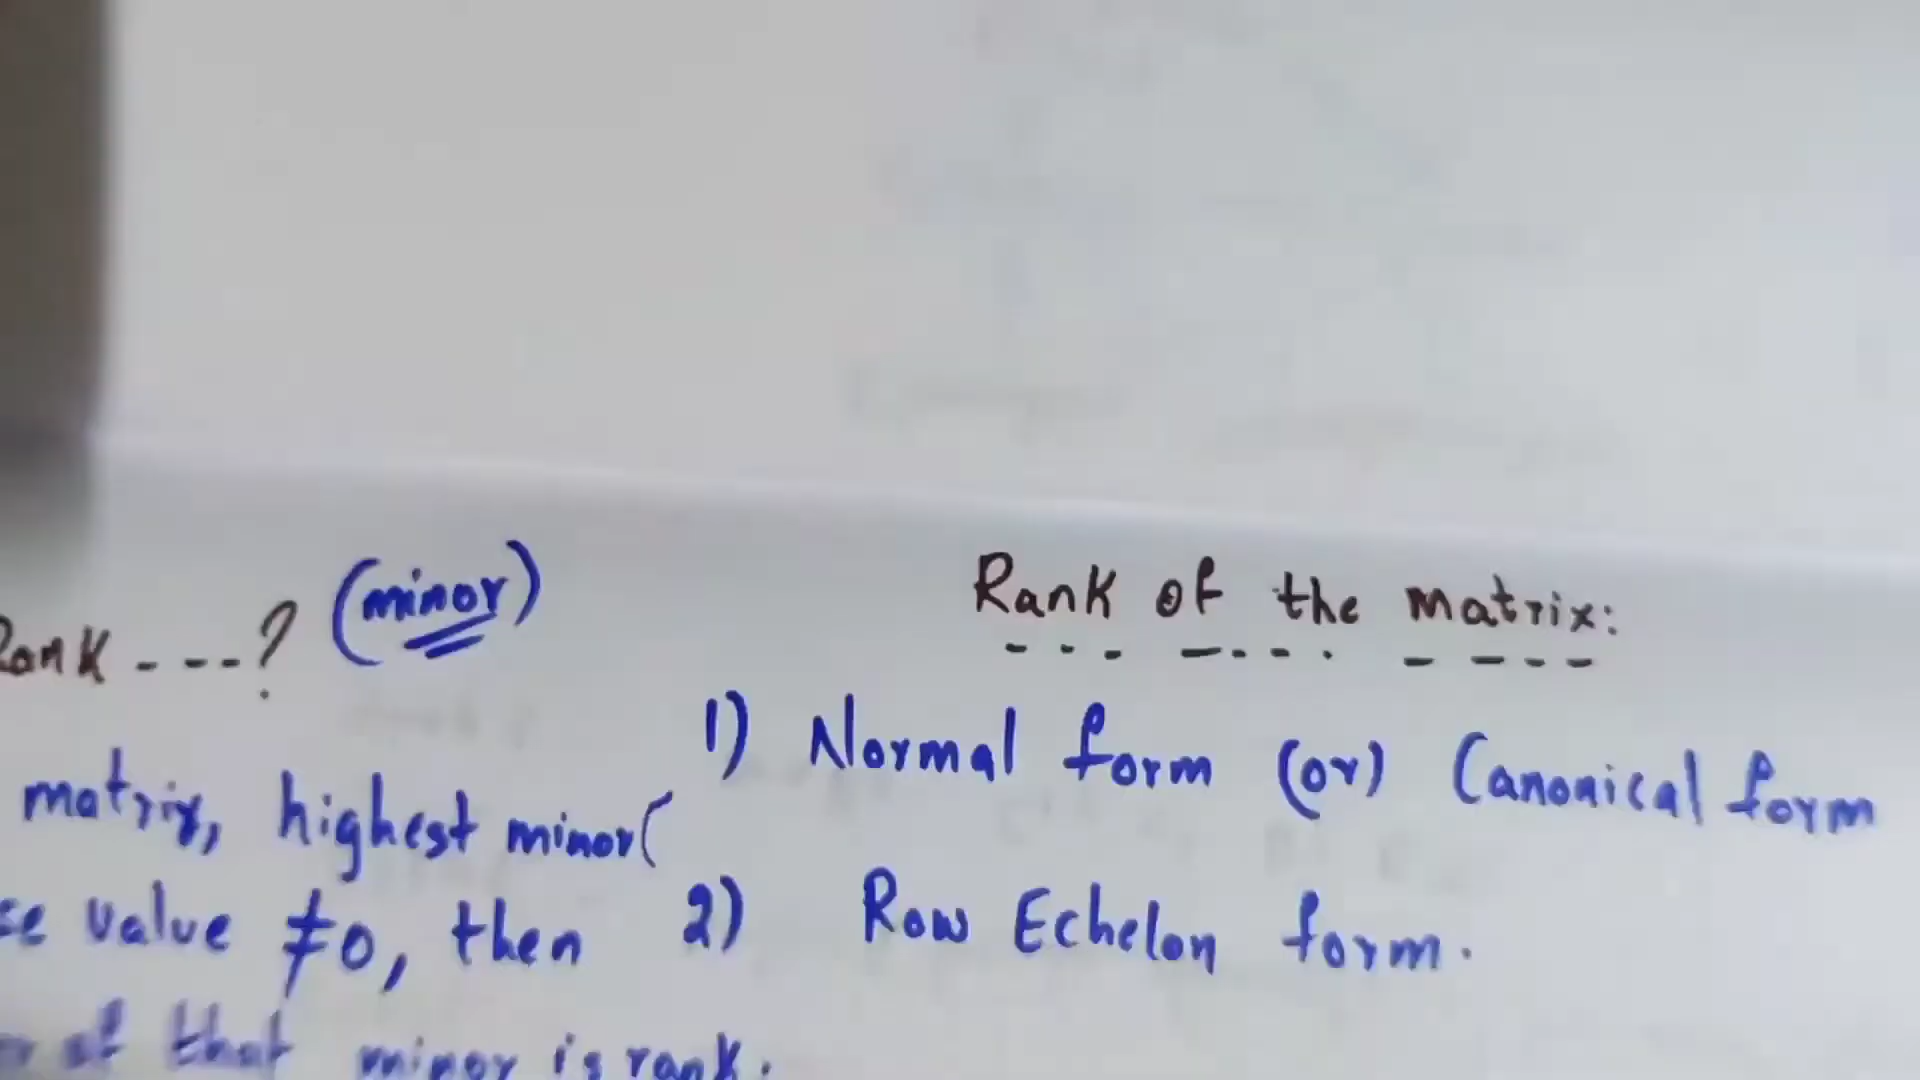 Rank - - - - ? (minor)
matrix, highest minor(
value ≠0, then
that minor is rank.
Rank of the matrix:
1) Normal form (or) Canonical form
2) Row Echelon form.